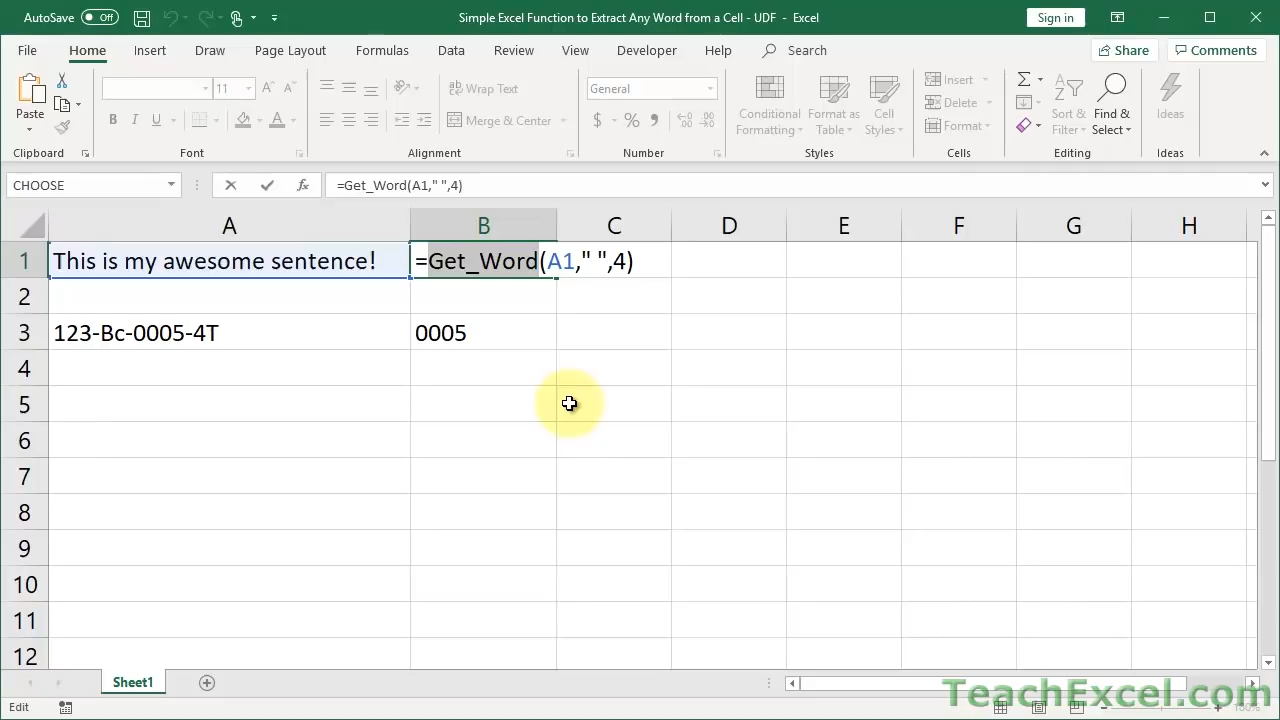 AutoSave Off
Simple Excel Function to Extract Any Word from a Cell - UDF - Excel
Sign in
File Home Insert Draw Page Layout Formulas Data Review View Developer Help Search Share Comments
Paste
11
B I U
A A A
Wrap Text
Merge & Center
General
$ %
Conditional Formatting
Format as Table
Cell Styles
Insert
Delete
Format
Sort & Filter
Find & Select
Ideas
Clipboard Font Alignment Number Styles Cells Editing Ideas
CHOOSE
fx
=Get_Word(A1," ",4)
A B C D E F G H
1 This is my awesome sentence! =Get_Word(A1," ",4)
2
3 123-Bc-0005-4T 0005
4
5
6
7
8
9
10
11
12
Sheet1
TeachExcel.com
Edit
100%